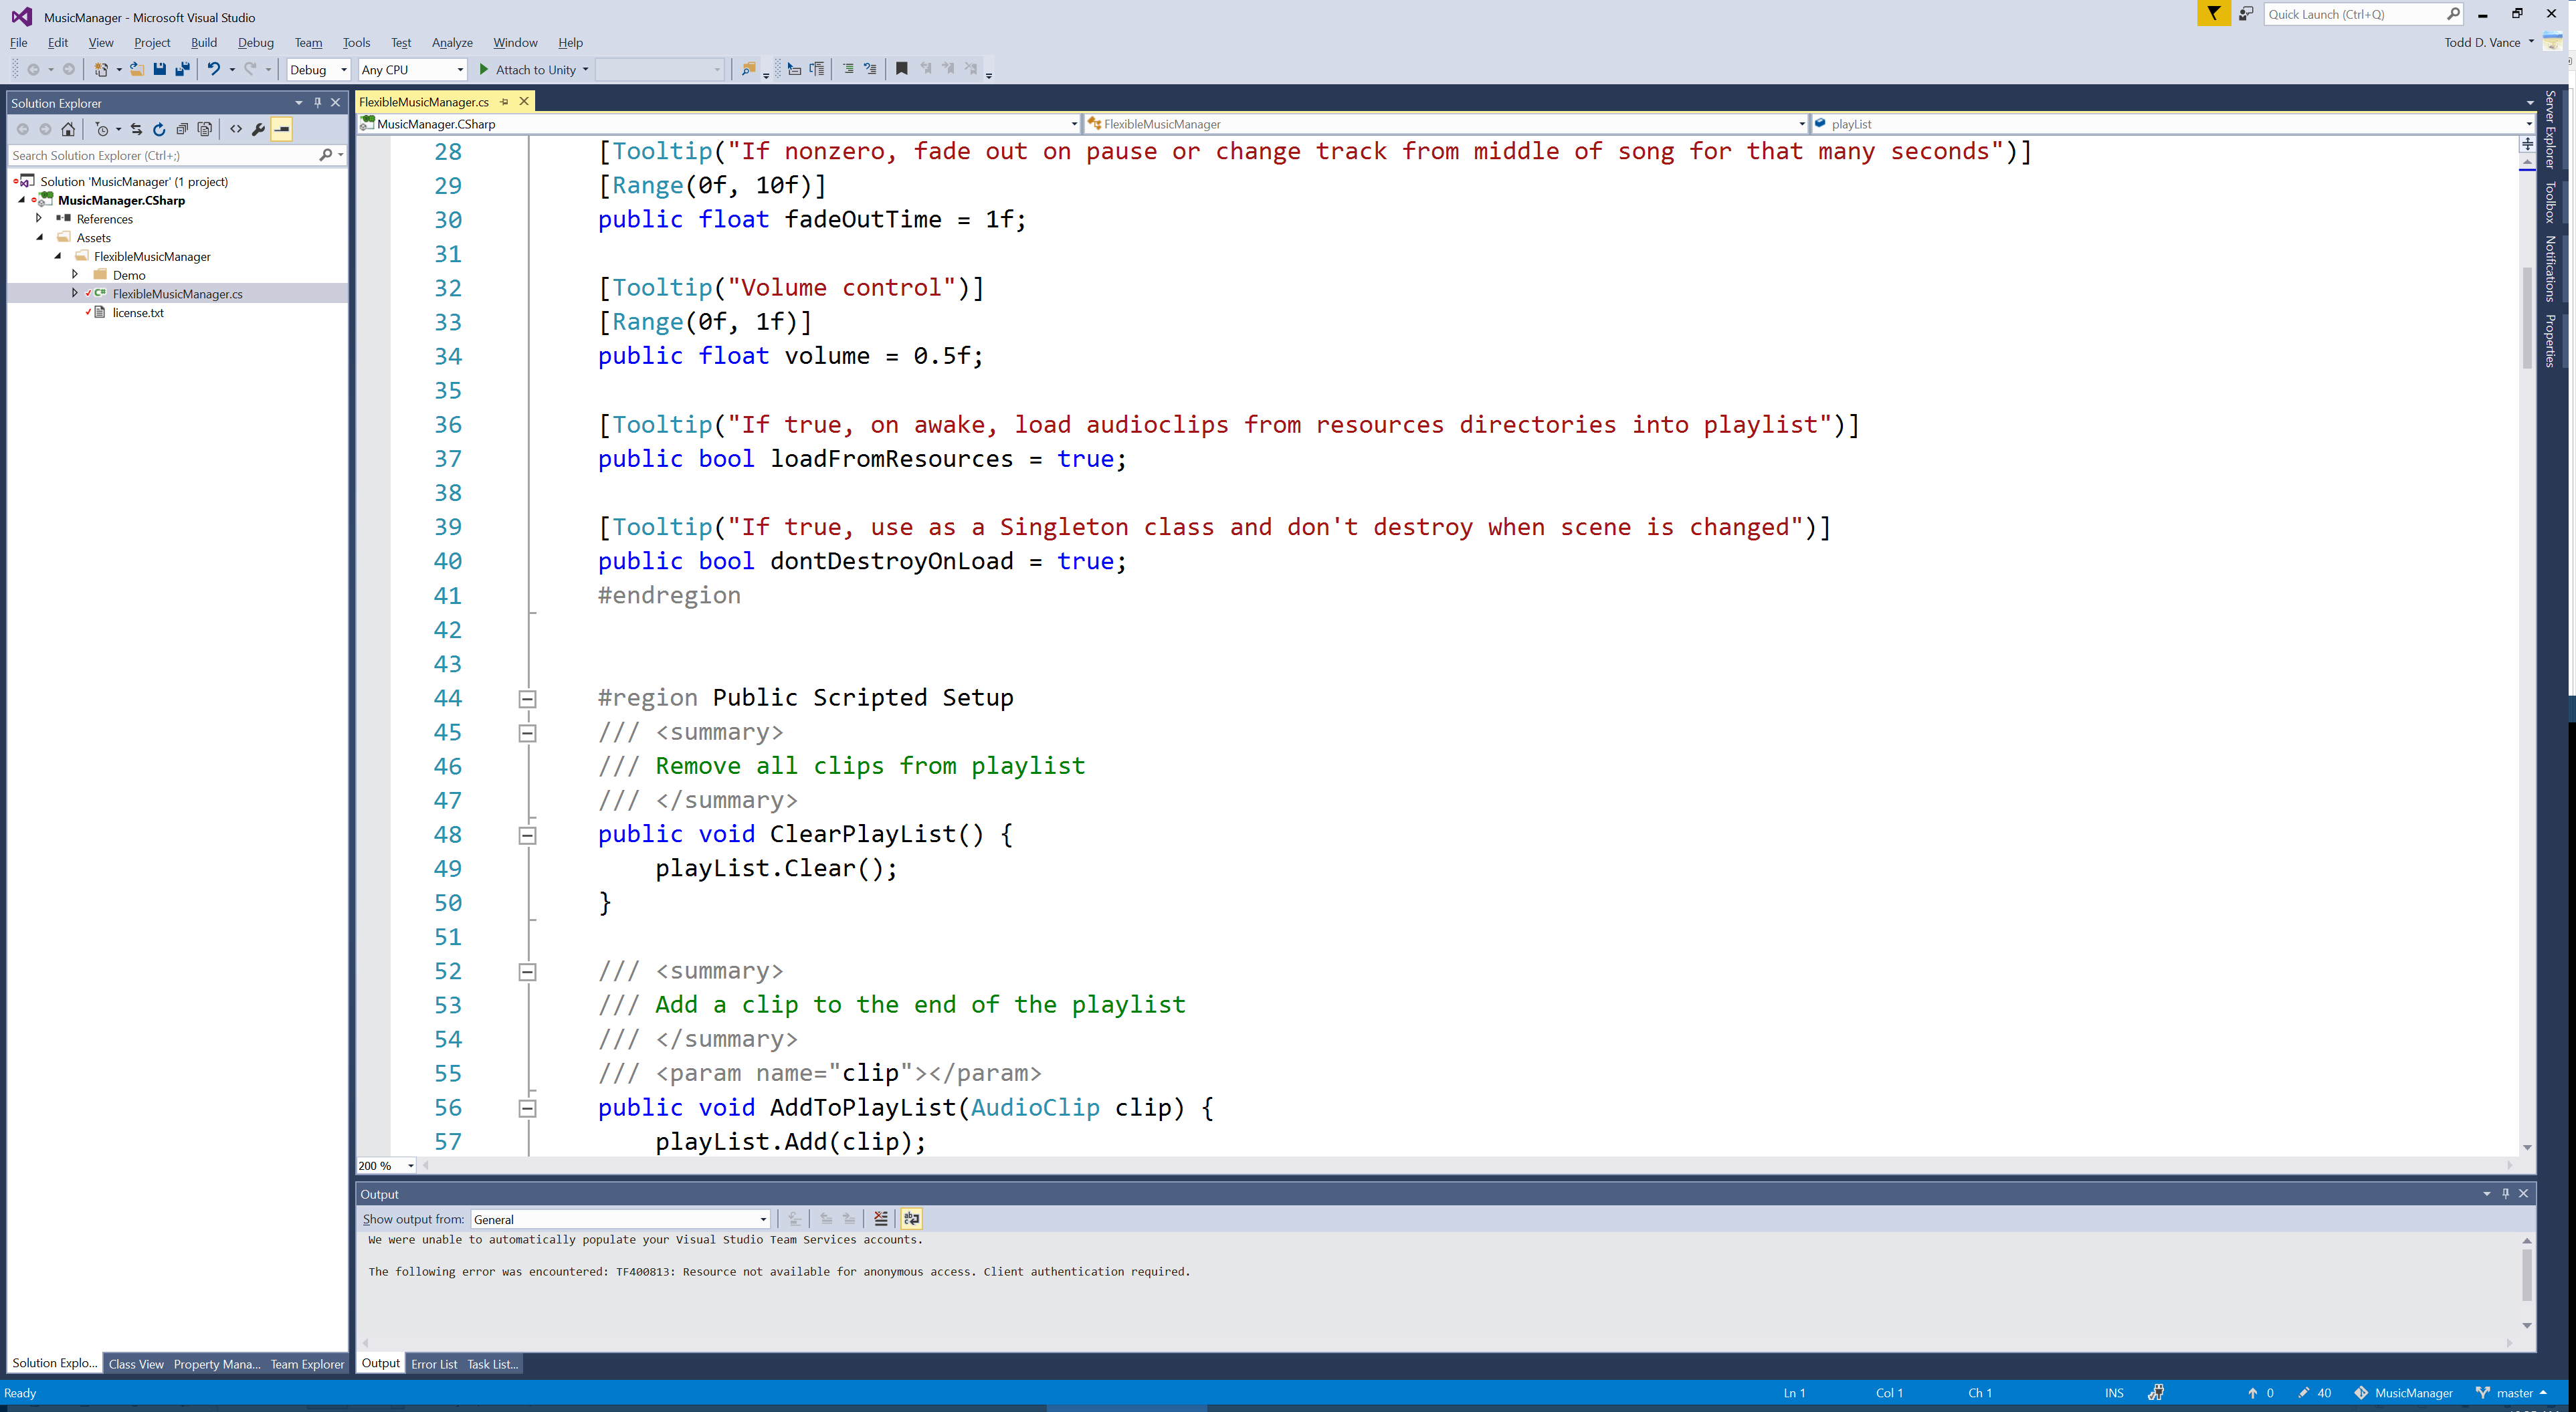 MusicManager - Microsoft Visual Studio
Quick Launch (Ctrl+Q)
File Edit View Project Build Debug Team Tools Test Analyze Window Help
Todd D. Vance
Debug Any CPU Attach to Unity
Solution Explorer
Search Solution Explorer (Ctrl+;)
Solution 'MusicManager' (1 project)
MusicManager.CSharp
References
Assets
FlexibleMusicManager
Demo
FlexibleMusicManager.cs
license.txt
Solution Explo... Class View Property Mana... Team Explorer
FlexibleMusicManager.cs
MusicManager.CSharp FlexibleMusicManager playList
28 [Tooltip("If nonzero, fade out on pause or change track from middle of song for that many seconds")]
29 [Range(0f, 10f)]
30 public float fadeOutTime = 1f;
31
32 [Tooltip("Volume control")]
33 [Range(0f, 1f)]
34 public float volume = 0.5f;
35
36 [Tooltip("If true, on awake, load audioclips from resources directories into playlist")]
37 public bool loadFromResources = true;
38
39 [Tooltip("If true, use as a Singleton class and don't destroy when scene is changed")]
40 public bool dontDestroyOnLoad = true;
41 #endregion
42
43
44 #region Public Scripted Setup
45 /// <summary>
46 /// Remove all clips from playlist
47 /// </summary>
48 public void ClearPlayList() {
49 playList.Clear();
50 }
51
52 /// <summary>
53 /// Add a clip to the end of the playlist
54 /// </summary>
55 /// <param name="clip"></param>
56 public void AddToPlayList(AudioClip clip) {
57 playList.Add(clip);
200 %
Output
Show output from: General
We were unable to automatically populate your Visual Studio Team Services accounts.
The following error was encountered: TF400813: Resource not available for anonymous access. Client authentication required.
Output Error List Task List...
Server Explorer
Toolbox
Notifications
Properties
Ready Ln 1 Col 1 Ch 1 INS 0 40 MusicManager master